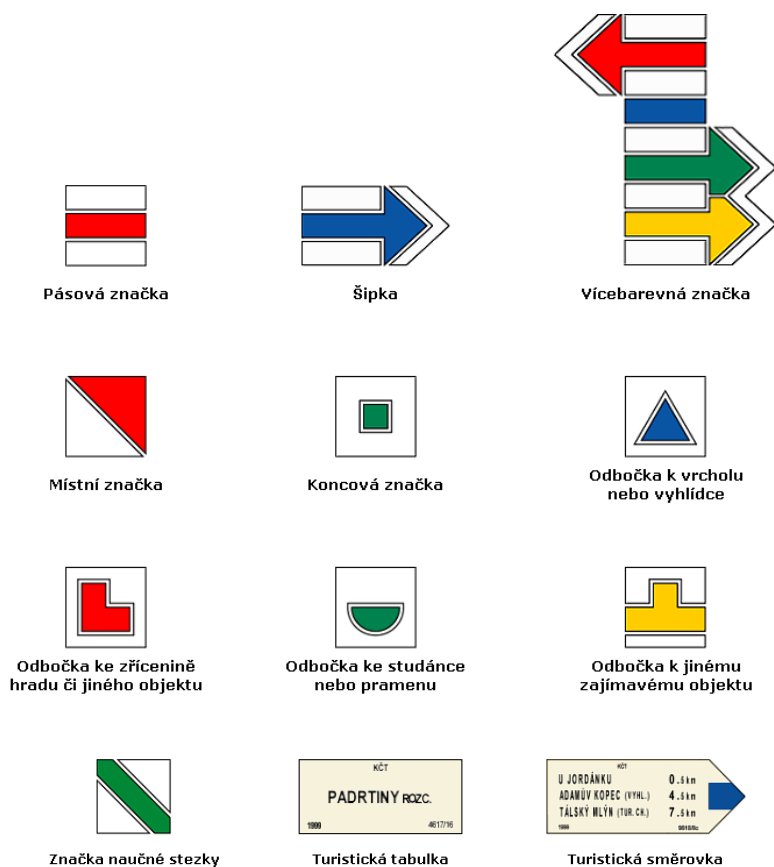 Pásová značka
Šipka
Vícebarevná značka
Místní značka
Koncová značka
Odbočka k vrcholu
nebo vyhlídce
Odbočka ke zřícenině
hradu či jiného objektu
Odbočka ke studánce
nebo pramenu
Odbočka k jinému
zajímavému objektu
KČT
PADRTINY ROZC.
1999 4617/16
KČT
U JORDÁNKU 0.5km
ADAMŮV KOPEC (VYHL.) 4.5km
TÁLSKÝ MLÝN (TUR. CH.) 7.5km
1999
Značka naučné stezky
Turistická tabulka
Turistická směrovka